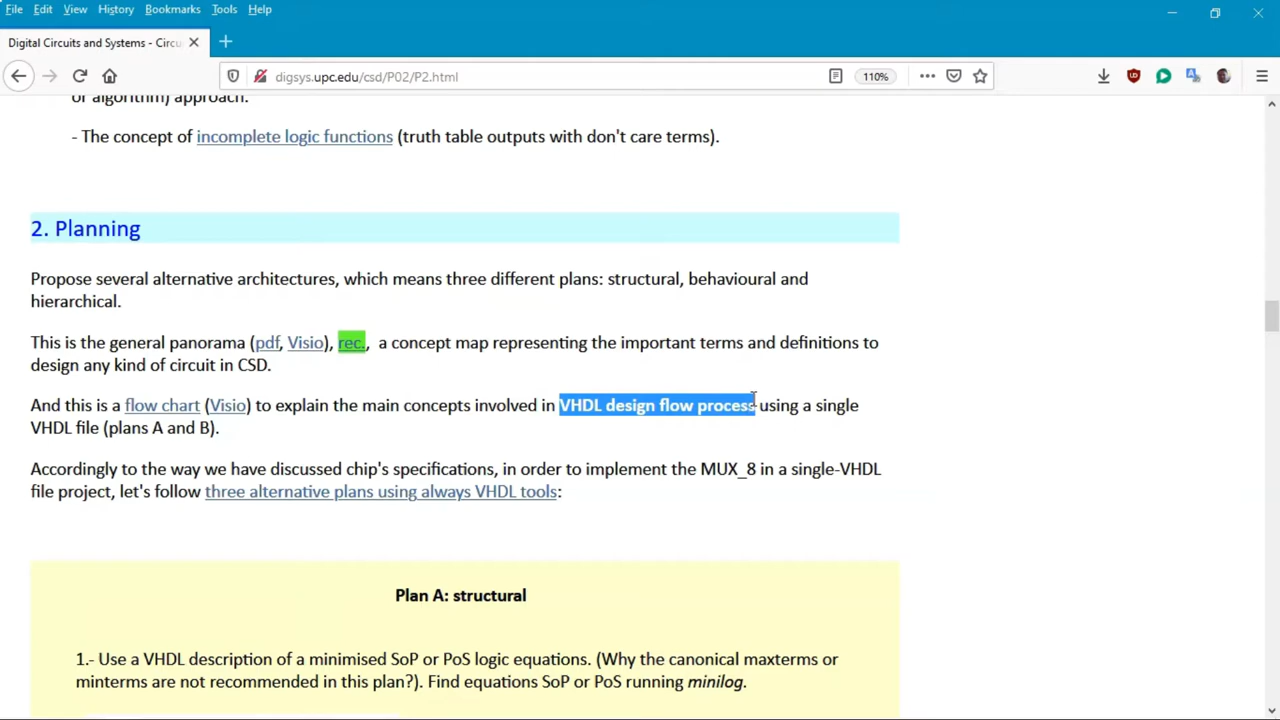 File Edit View History Bookmarks Tools Help
Digital Circuits and Systems - Circu
digsys.upc.edu/csd/P02/P2.html 110%
or algorithm) approach.
- The concept of incomplete logic functions (truth table outputs with don't care terms).
2. Planning
Propose several alternative architectures, which means three different plans: structural, behavioural and
hierarchical.
This is the general panorama (pdf, Visio), rec., a concept map representing the important terms and definitions to
design any kind of circuit in CSD.
And this is a flow chart (Visio) to explain the main concepts involved in VHDL design flow process using a single
VHDL file (plans A and B).
Accordingly to the way we have discussed chip's specifications, in order to implement the MUX_8 in a single-VHDL
file project, let's follow three alternative plans using always VHDL tools:
Plan A: structural
1.- Use a VHDL description of a minimised SoP or PoS logic equations. (Why the canonical maxterms or
minterms are not recommended in this plan?). Find equations SoP or PoS running minilog.